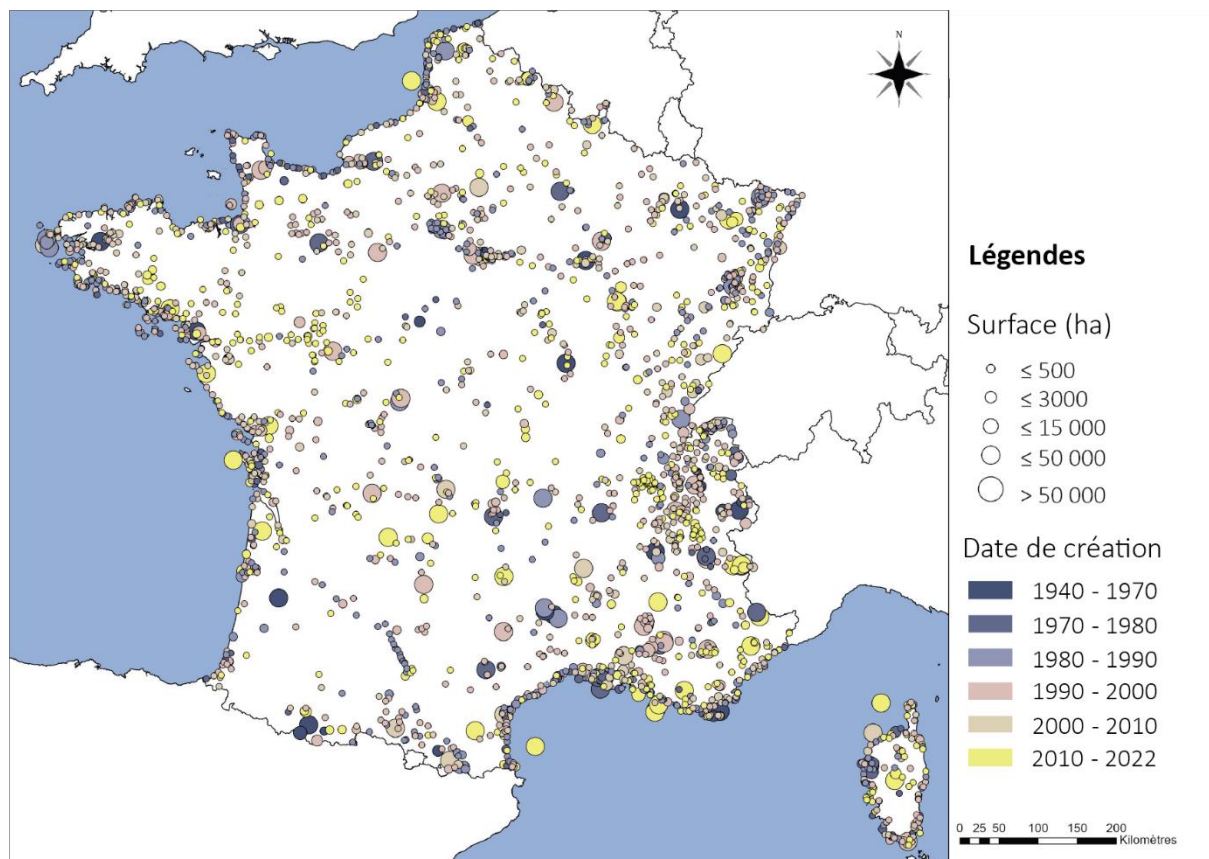 N
Légendes
Surface (ha)
≤ 500
≤ 3000
≤ 15 000
≤ 50 000
> 50 000
Date de création
1940 - 1970
1970 - 1980
1980 - 1990
1990 - 2000
2000 - 2010
2010 - 2022
0 25 50 100 150 200
Kilomètres